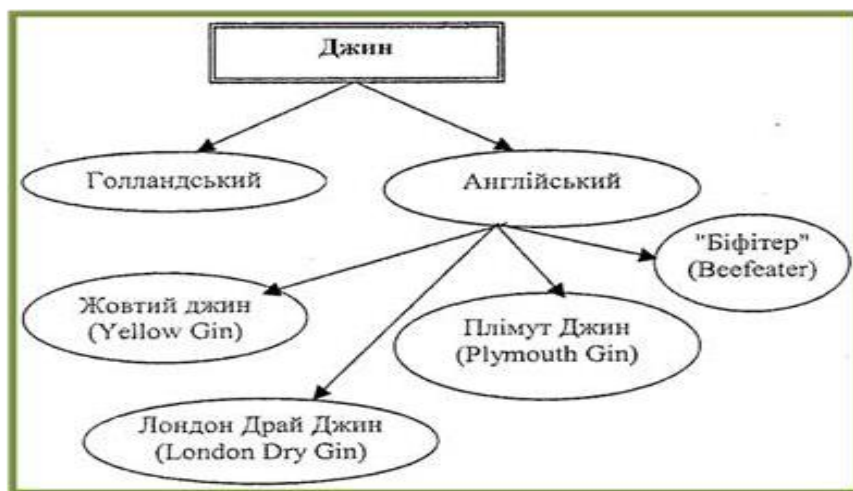 Джин
Голландський
Англійський
"Біфітер"
(Beefeater)
Жовтий джин
(Yellow Gin)
Плімут Джин
(Plymouth Gin)
Лондон Драй Джин
(London Dry Gin)